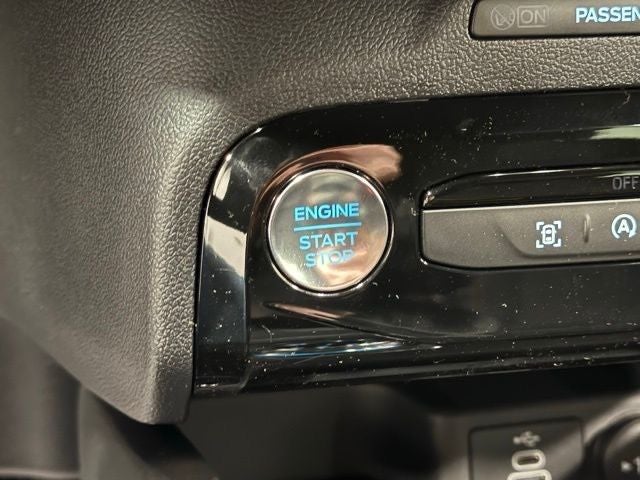 ON PASSEN
ENGINE
START
STOP
OFF
A